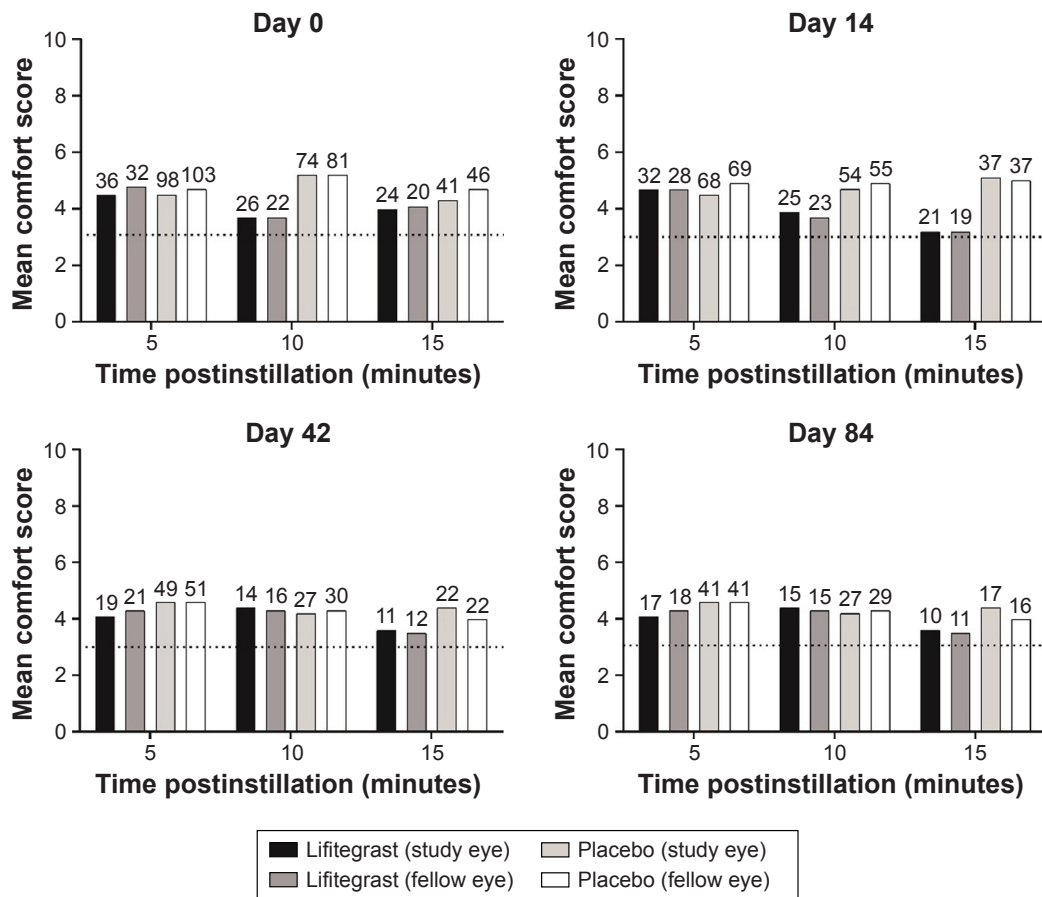 Day 0
Mean comfort score
10
8
6
4
2
0
36 32 98 103
26 22 74 81
24 20 41 46
5 10 15
Time postinstillation (minutes)
Day 14
Mean comfort score
10
8
6
4
2
0
32 28 68 69
25 23 54 55
21 19 37 37
5 10 15
Time postinstillation (minutes)
Day 42
Mean comfort score
10
8
6
4
2
0
19 21 49 51
14 16 27 30
11 12 22 22
5 10 15
Time postinstillation (minutes)
Day 84
Mean comfort score
10
8
6
4
2
0
17 18 41 41
15 15 27 29
10 11 17 16
5 10 15
Time postinstillation (minutes)
Lifitegrast (study eye)
Placebo (study eye)
Lifitegrast (fellow eye)
Placebo (fellow eye)